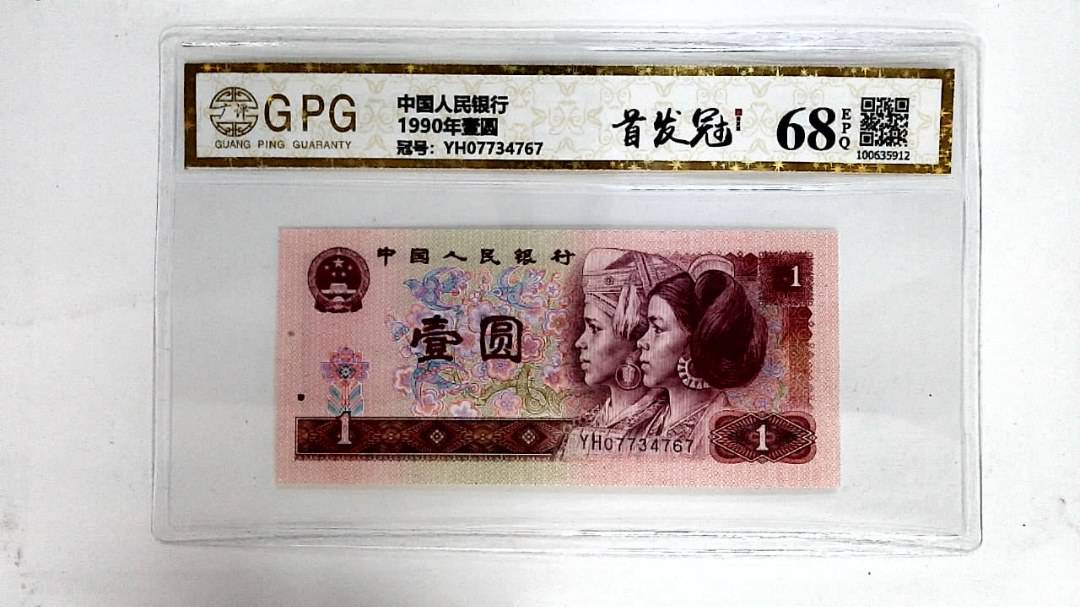 广评
GPG
GUANG PING GUARANTY
中国人民银行
1990年壹圆
冠号：YH07734767
首发冠
68
EPQ
100635912
中国人民银行
1
壹圆
1
YH07734767
1